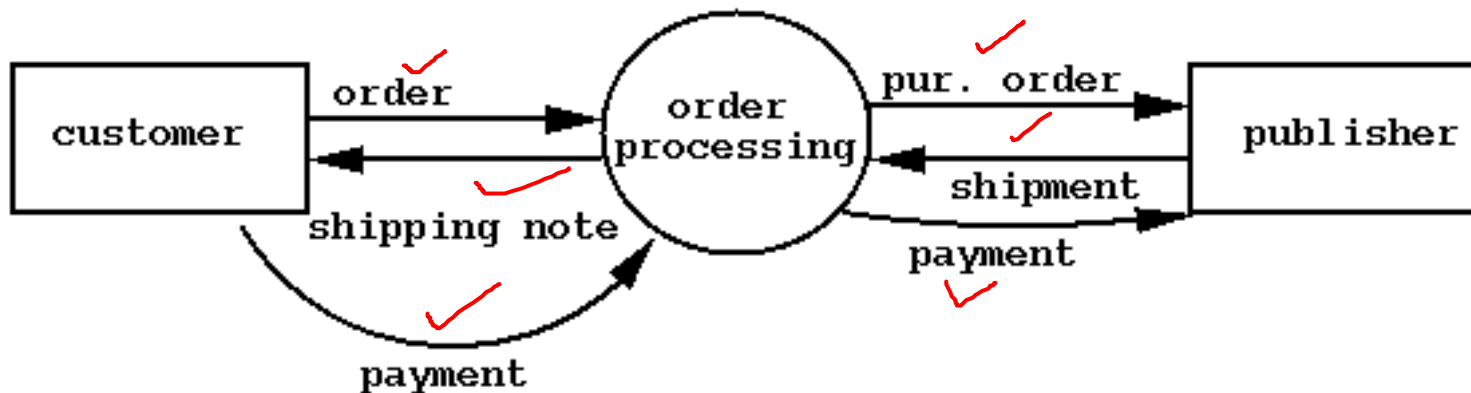 customer
order
shipping note
payment
order
processing
pur. order
shipment
payment
publisher